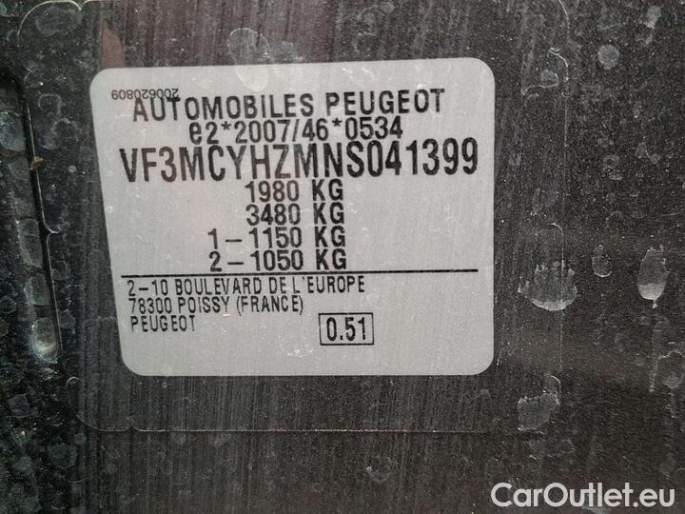 200620809
AUTOMOBILES PEUGEOT
e2*2007/46*0534
VF3MCYHZMNS041399
1980 KG
3480 KG
1-1150 KG
2-1050 KG
2-10 BOULEVARD DE L'EUROPE
78300 POISSY (FRANCE)
PEUGEOT 0.51
CarOutlet.eu